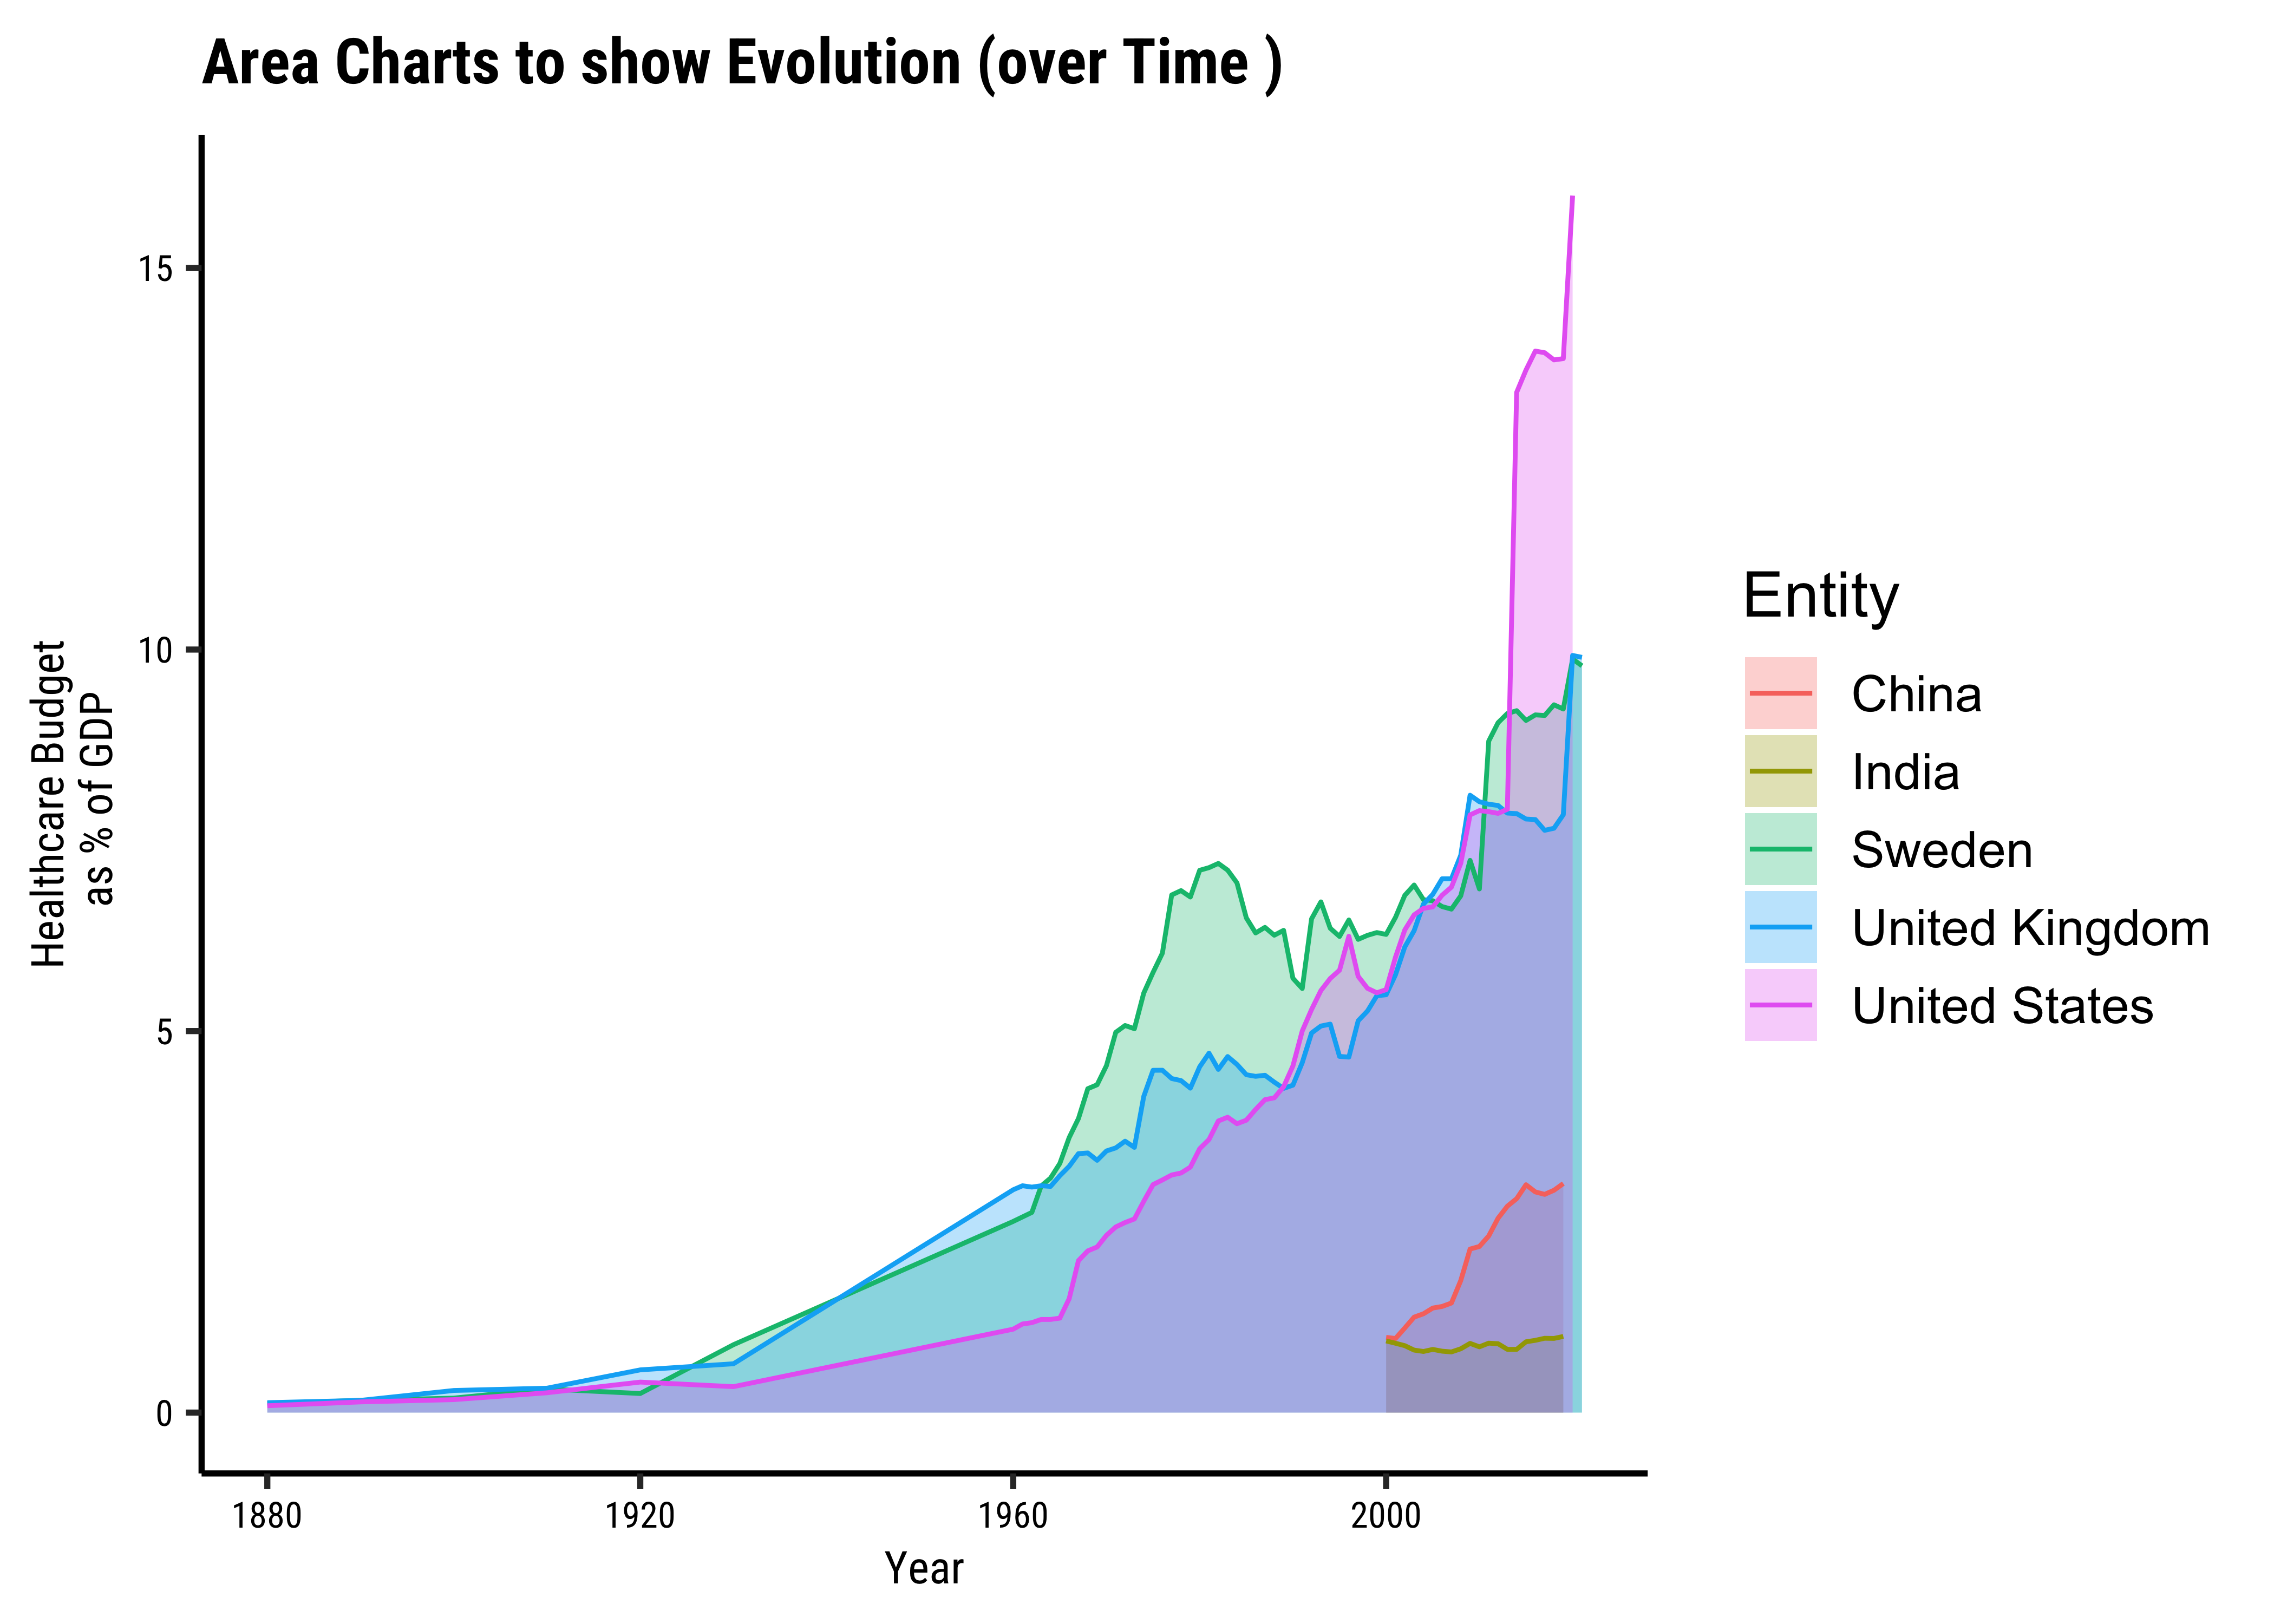 Area Charts to show Evolution (over Time )
Healthcare Budget
as % of GDP
15
10
5
0
1880
1920
1960
2000
Year
Entity
China
India
Sweden
United Kingdom
United States